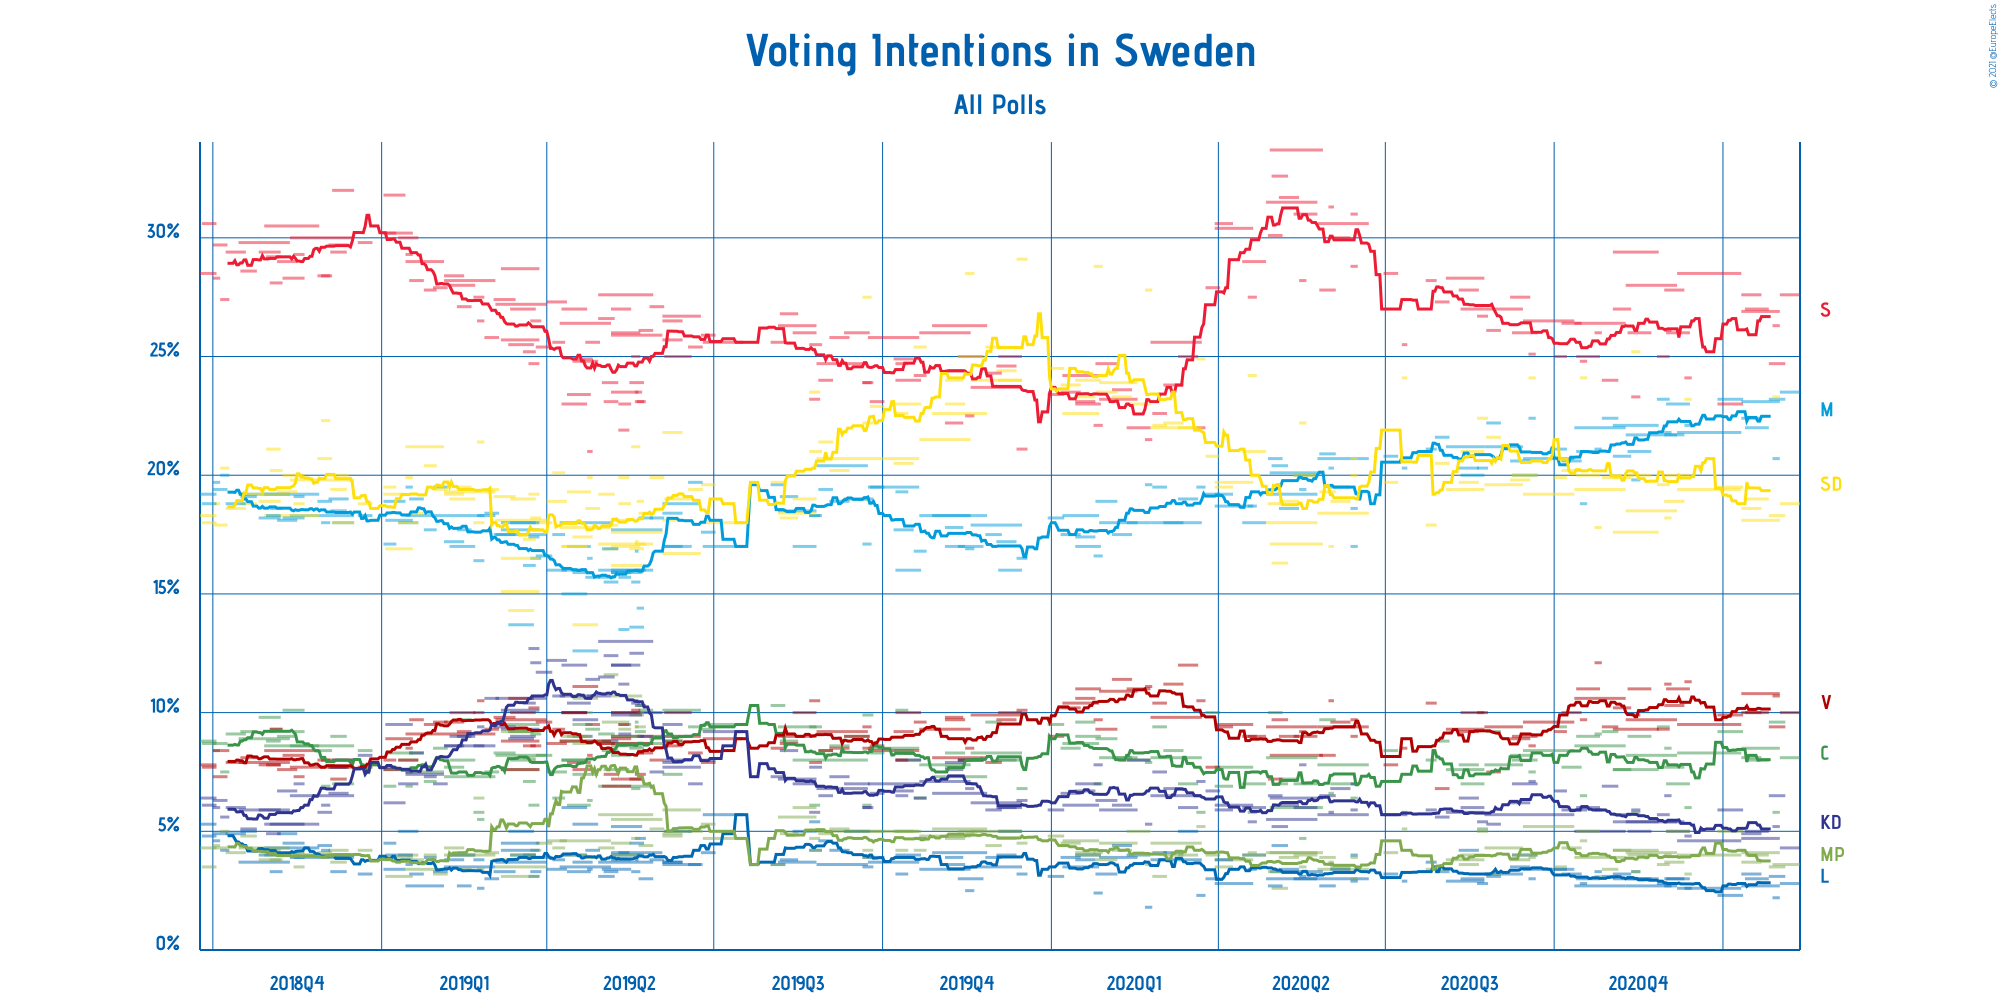 Voting Intentions in Sweden
All Polls
© 2021 @EuropeElects
30%
25%
20%
15%
10%
5%
0%
S
M
SD
V
C
KD
MP
L
2018Q4 2019Q1 2019Q2 2019Q3 2019Q4 2020Q1 2020Q2 2020Q3 2020Q4